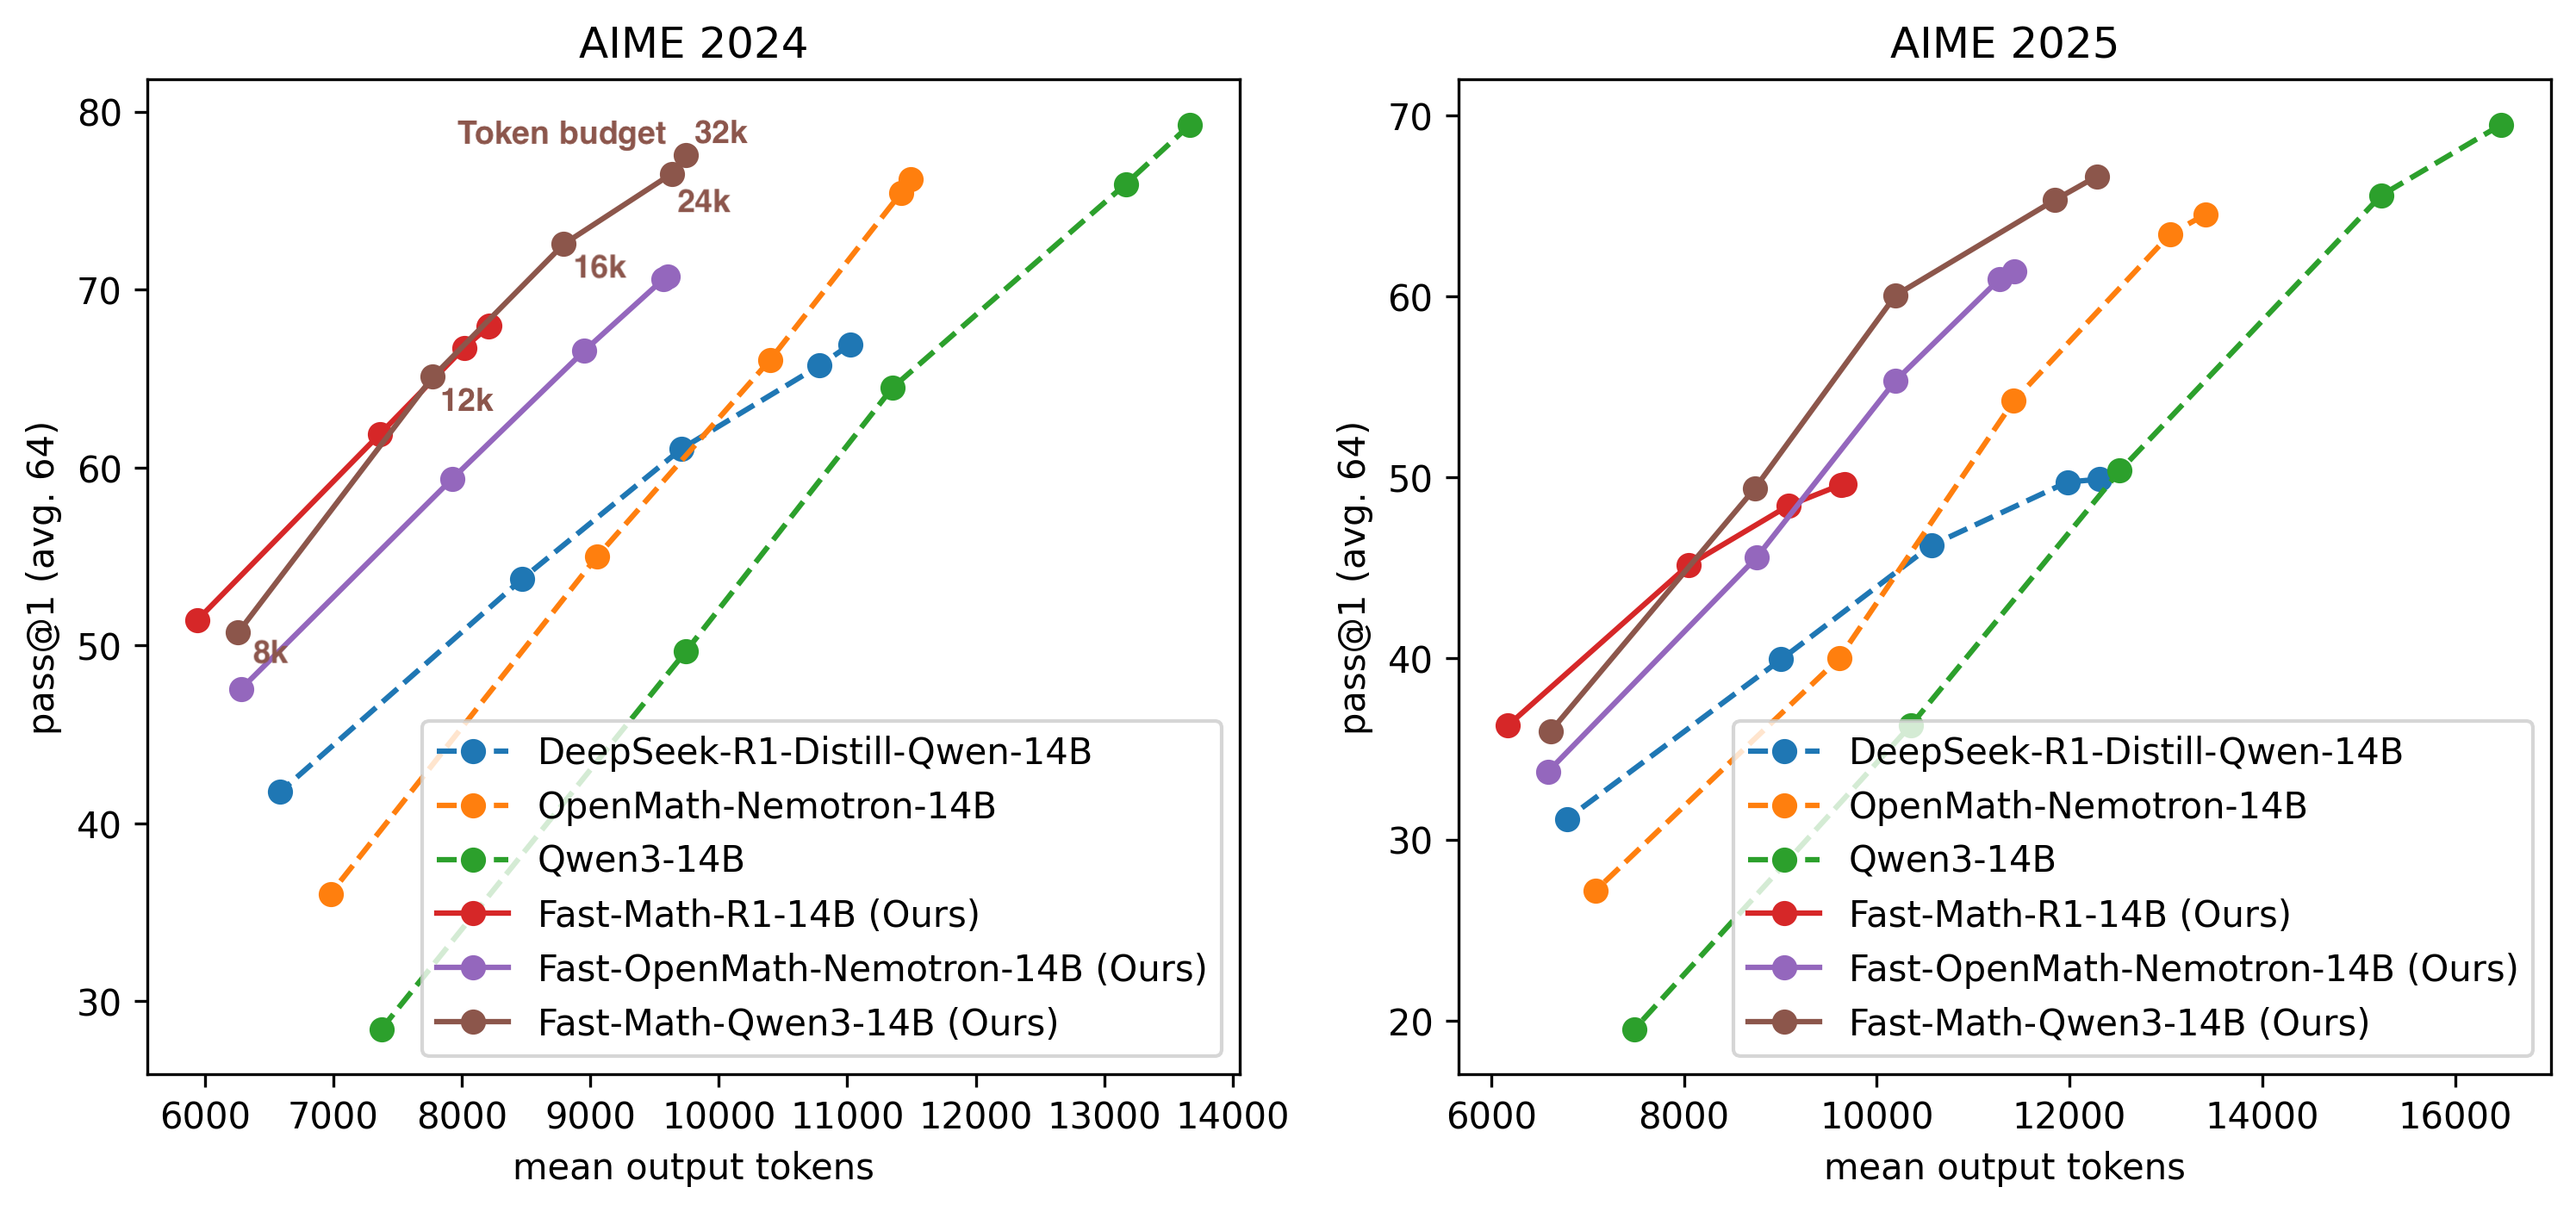 AIME 2024
80
70
60
50
40
30
pass@1 (avg. 64)
Token budget 32k
24k
16k
12k
8k
DeepSeek-R1-Distill-Qwen-14B
OpenMath-Nemotron-14B
Qwen3-14B
Fast-Math-R1-14B (Ours)
Fast-OpenMath-Nemotron-14B (Ours)
Fast-Math-Qwen3-14B (Ours)
6000 7000 8000 9000 10000 11000 12000 13000 14000
mean output tokens
AIME 2025
70
60
50
40
30
20
pass@1 (avg. 64)
DeepSeek-R1-Distill-Qwen-14B
OpenMath-Nemotron-14B
Qwen3-14B
Fast-Math-R1-14B (Ours)
Fast-OpenMath-Nemotron-14B (Ours)
Fast-Math-Qwen3-14B (Ours)
6000 8000 10000 12000 14000 16000
mean output tokens